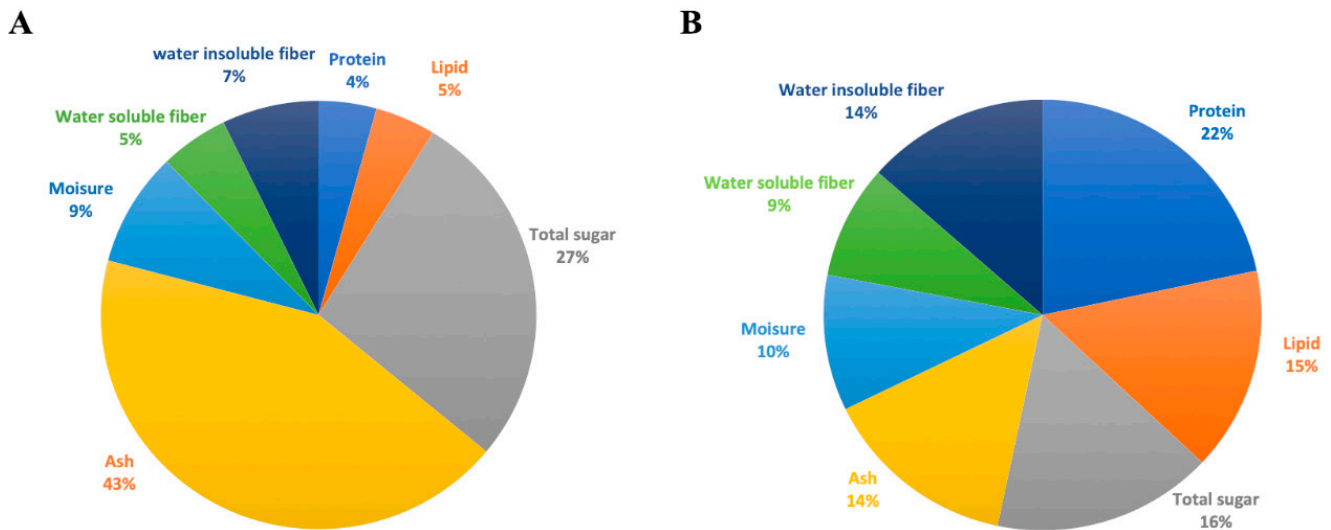 A
water insoluble fiber
7%
Protein
4%
Lipid
5%
Water soluble fiber
5%
Moisure
9%
Total sugar
27%
Ash
43%
B
Water insoluble fiber
14%
Protein
22%
Water soluble fiber
9%
Moisure
10%
Lipid
15%
Ash
14%
Total sugar
16%